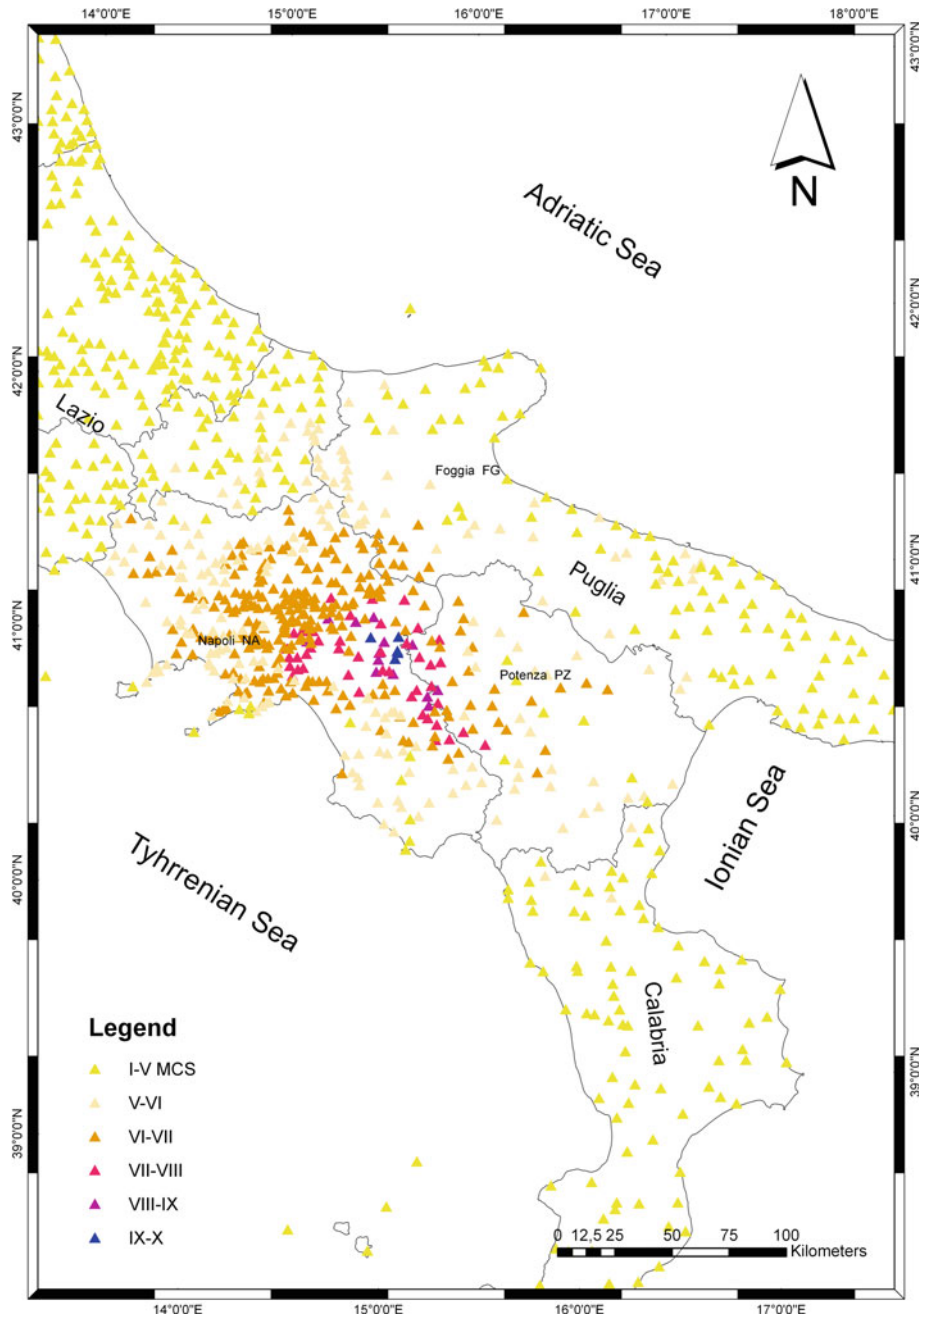 14°0'0"E 15°0'0"E 16°0'0"E 17°0'0"E 18°0'0"E
43°0'0"N
43°0'0"N
N
Adriatic Sea
42°0'0"N
42°0'0"N
Lazio
Foggia FG
41°0'0"N
Puglia
41°0'0"N
Napoli NA
Potenza PZ
40°0'0"N
Ionian Sea
Tyhrrenian Sea
40°0'0"N
Calabria
Legend
I-V MCS
39°0'0"N
V-VI
VI-VII
39°0'0"N
VII-VIII
VIII-IX
IX-X
0 12,5 25 50 75 100
Kilometers
14°0'0"E 15°0'0"E 16°0'0"E 17°0'0"E